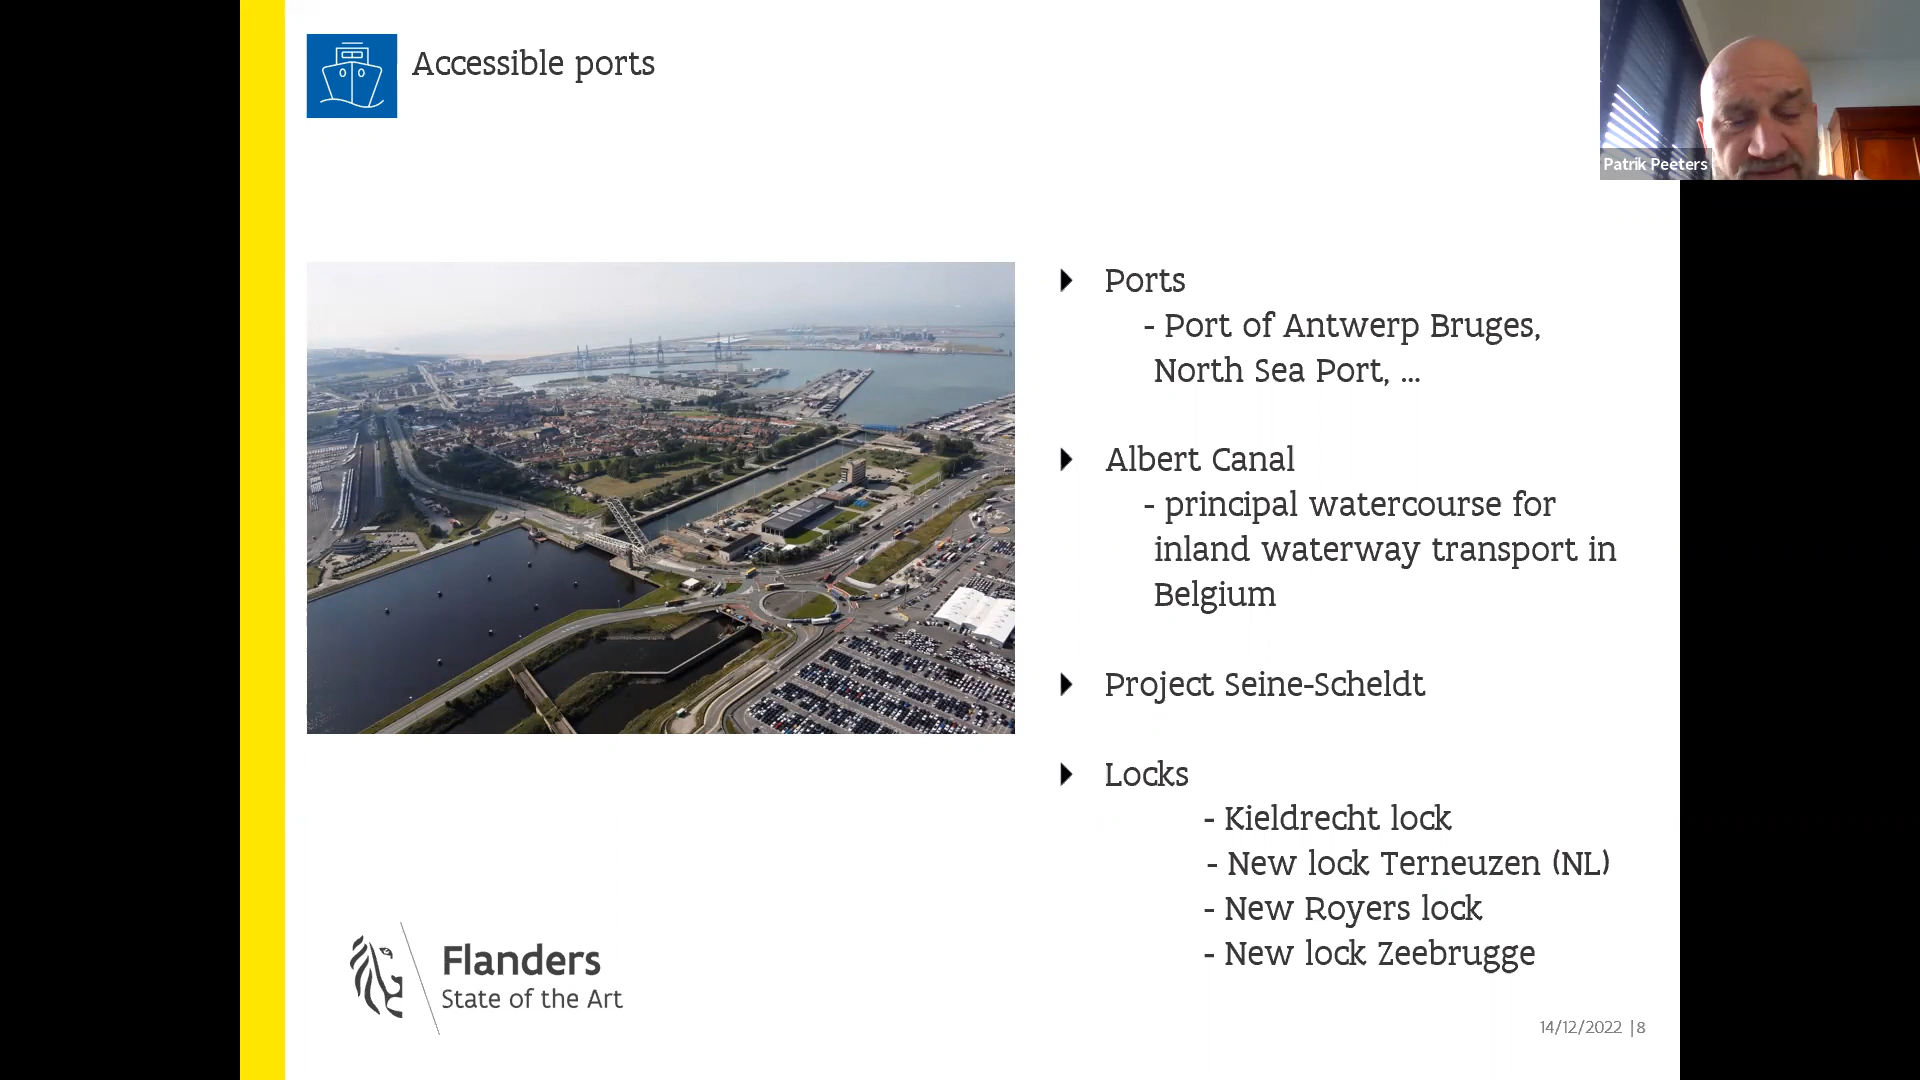 Accessible ports
Patrik Peeters
Ports
- Port of Antwerp Bruges,
North Sea Port, ...
Albert Canal
- principal watercourse for
inland waterway transport in
Belgium
Project Seine-Scheldt
Locks
- Kieldrecht lock
- New lock Terneuzen (NL)
- New Royers lock
- New lock Zeebrugge
Flanders
State of the Art
14/12/2022 | 8